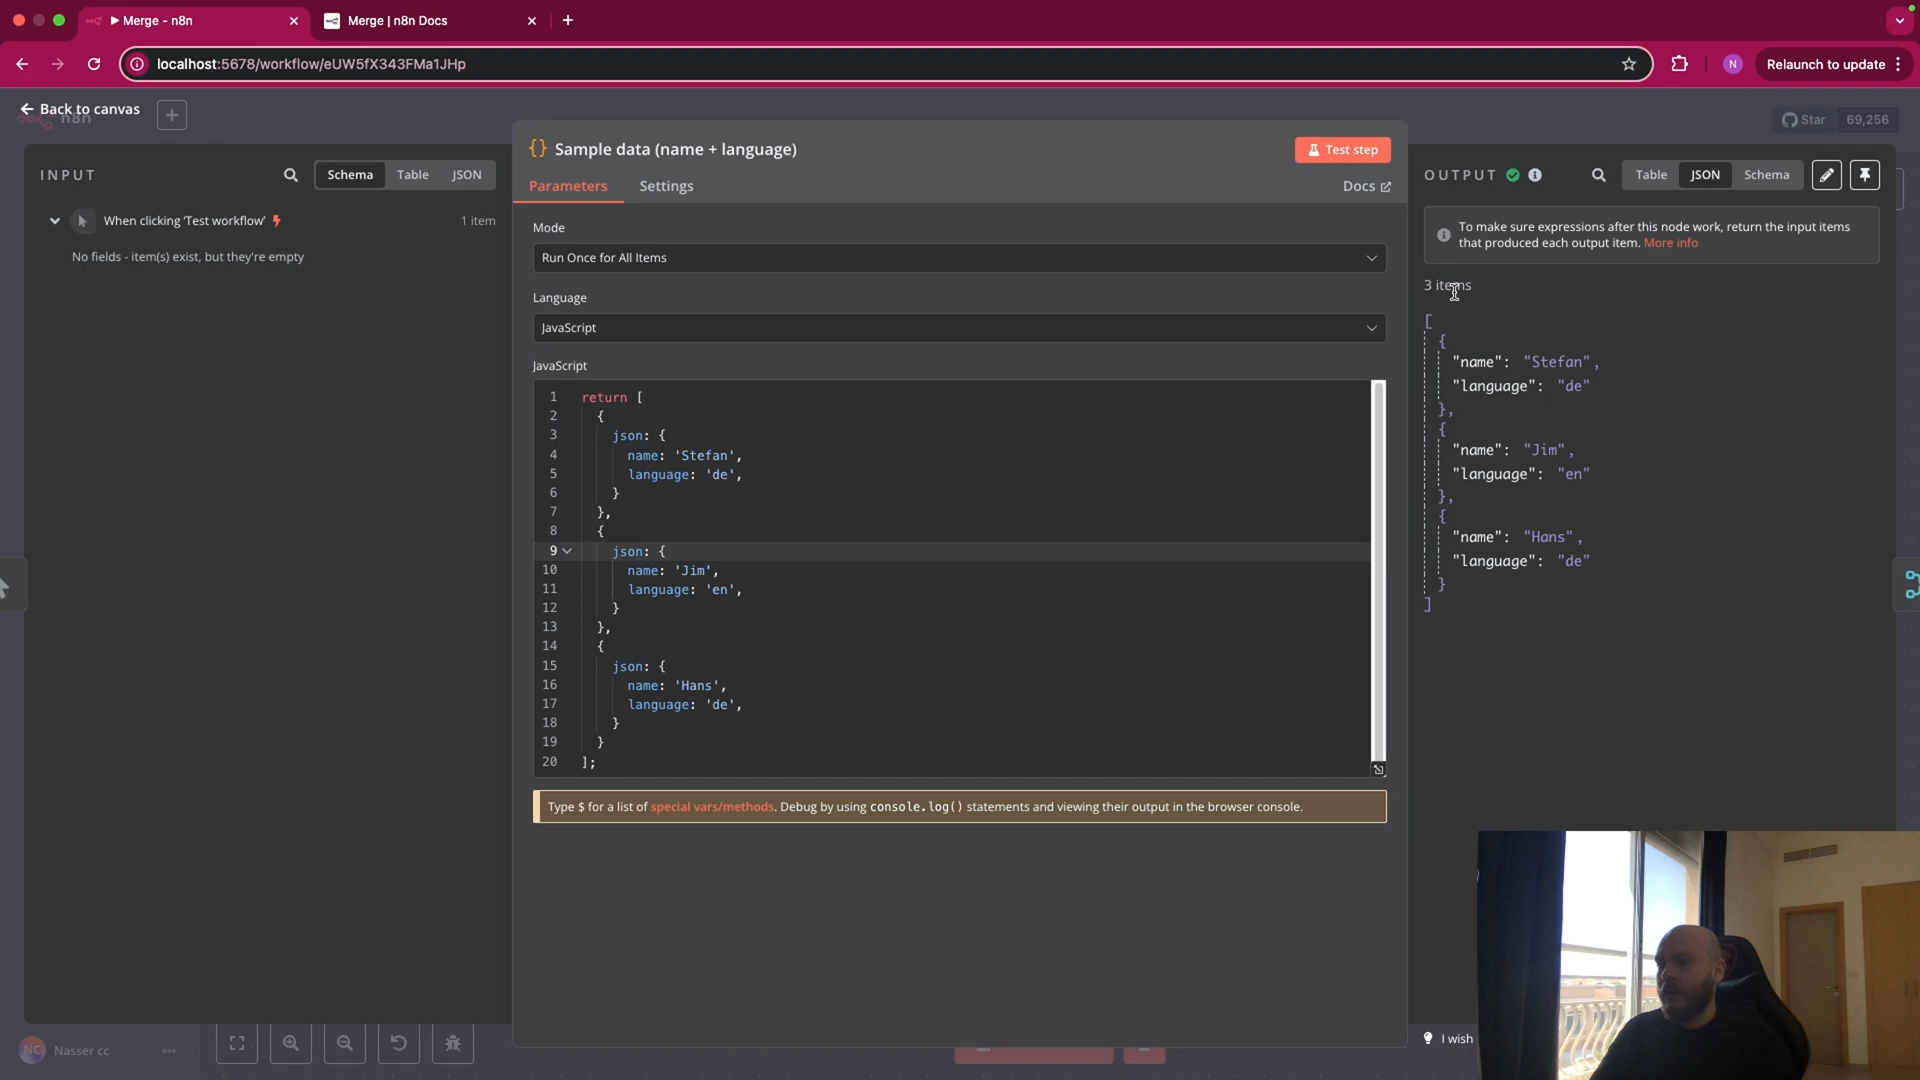 Merge - n8n
Merge | n8n Docs
localhost:5678/workflow/eUW5fX343FMa1JHp
N
Relaunch to update
Back to canvas
n8n
Star 69,256
INPUT
Schema Table JSON
When clicking ‘Test workflow’ 1 item
No fields - item(s) exist, but they're empty
Sample data (name + language)
Test step
Parameters Settings Docs
Mode
Run Once for All Items
Language
JavaScript
JavaScript
1 return [
2 {
3 json: {
4 name: 'Stefan',
5 language: 'de',
6 }
7 },
8 {
9 json: {
10 name: 'Jim',
11 language: 'en',
12 }
13 },
14 {
15 json: {
16 name: 'Hans',
17 language: 'de',
18 }
19 }
20 ];
Type $ for a list of special vars/methods. Debug by using console.log() statements and viewing their output in the browser console.
OUTPUT
Table JSON Schema
To make sure expressions after this node work, return the input items
that produced each output item. More info
3 items
[
{
"name": "Stefan",
"language": "de"
},
{
"name": "Jim",
"language": "en"
},
{
"name": "Hans",
"language": "de"
}
]
NC Nasser cc
I wish